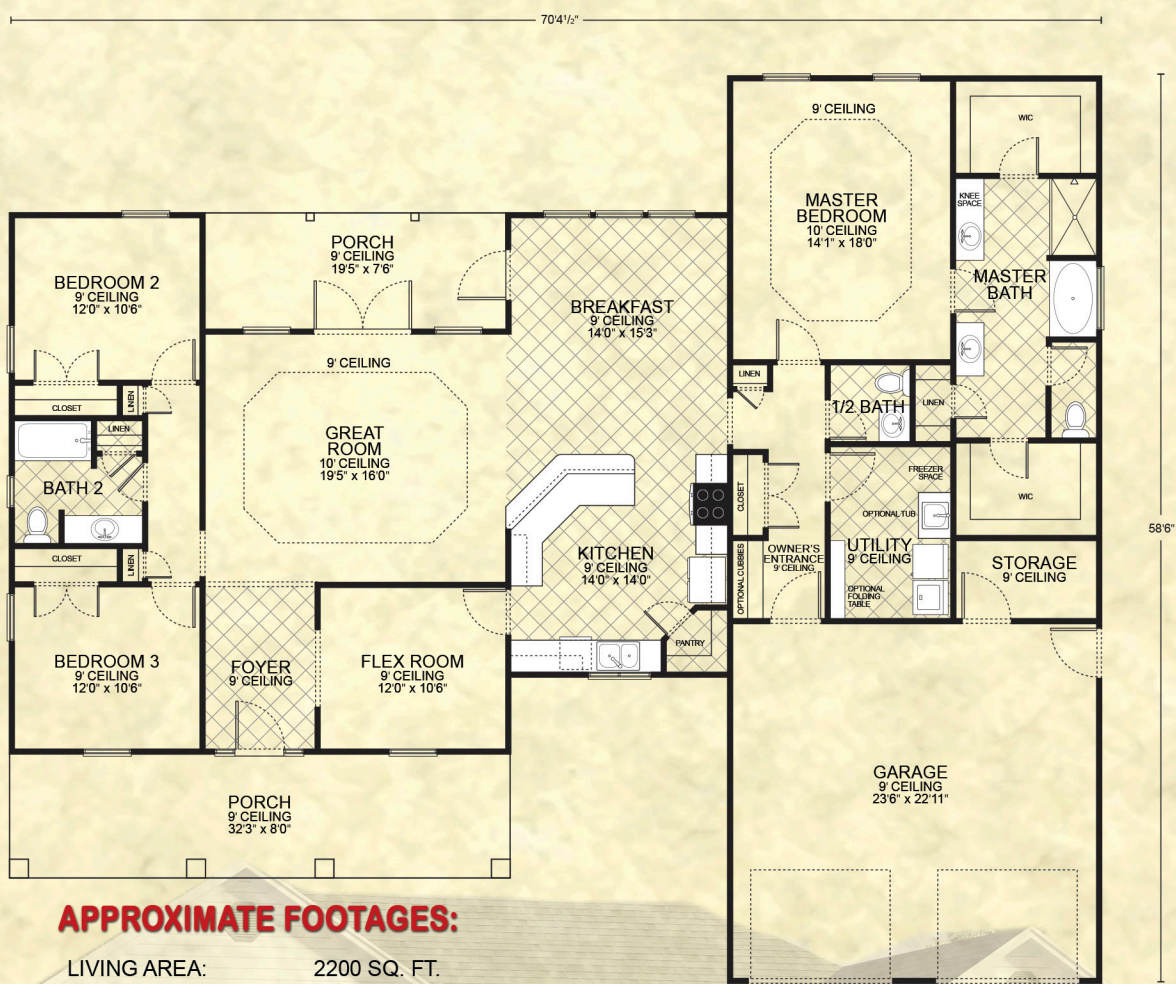 70'4½"
9' CEILING
MASTER
BEDROOM
10' CEILING
14'1" x 18'0"
WIC
KNEE
SPACE
MASTER
BATH
BEDROOM 2
9' CEILING
12'0" x 10'6"
PORCH
9' CEILING
19'5" x 7'6"
BREAKFAST
9' CEILING
14'0" x 15'3"
9' CEILING
GREAT
ROOM
10' CEILING
19'5" x 16'0"
CLOSET
LINEN
LINEN
BATH 2
CLOSET
LINEN
LINEN
1/2 BATH
LINEN
CLOSET
FREEZER
SPACE
OPTIONAL TUB
UTILITY
9' CEILING
OPTIONAL
FOLDING
TABLE
WIC
58'6"
KITCHEN
9' CEILING
14'0" x 14'0"
OPTIONAL CUBBIES
OWNER'S
ENTRANCE
9' CEILING
STORAGE
9' CEILING
PANTRY
BEDROOM 3
9' CEILING
12'0" x 10'6"
FOYER
9' CEILING
FLEX ROOM
9' CEILING
12'0" x 10'6"
GARAGE
9' CEILING
23'6" x 22'11"
PORCH
9' CEILING
32'3" x 8'0"
APPROXIMATE FOOTAGES:
LIVING AREA: 2200 SQ. FT.